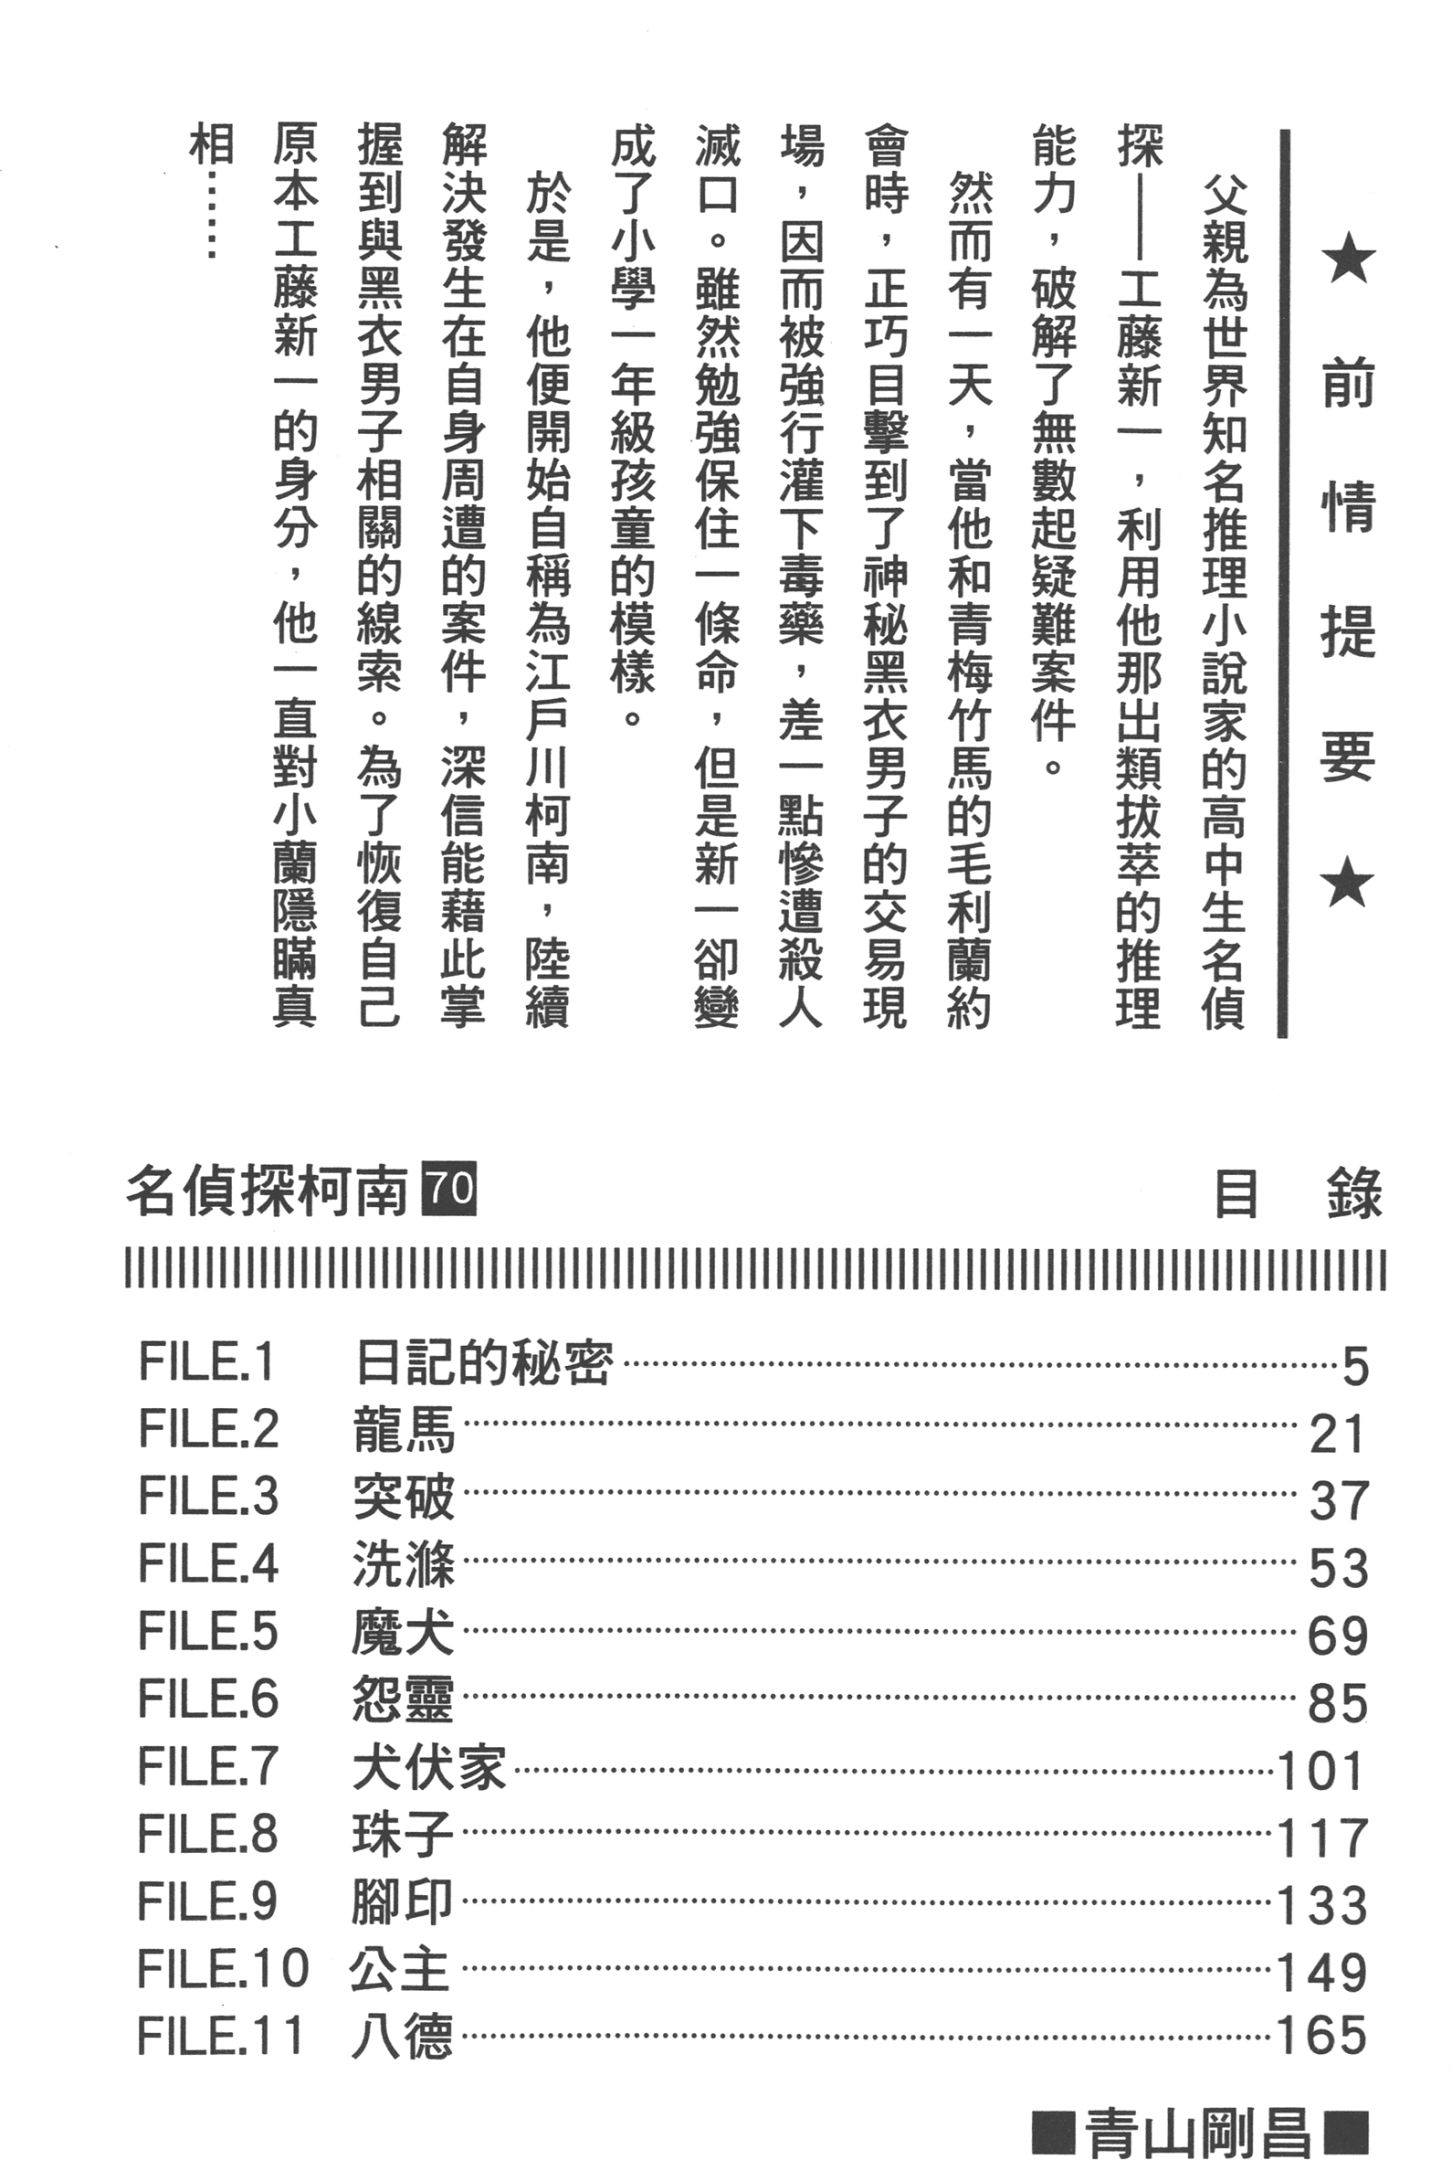 ★前情提要★
父親為世界知名推理小說家的高中生名偵
探——工藤新一，利用他那出類拔萃的推理
能力，破解了無數起疑難案件。
然而有一天，當他和青梅竹馬的毛利蘭約
會時，正巧目擊到了神秘黑衣男子的交易現
場，因而被強行灌下毒藥，差一點慘遭殺人
滅口。雖然勉強保住一條命，但是新一卻變
成了小學一年級孩童的模樣。
於是，他便開始自稱為江戶川柯南，陸續
解決發生在自身周遭的案件，深信能藉此掌
握到與黑衣男子相關的線索。為了恢復自己
原本工藤新一的身分，他一直對小蘭隱瞞真
相……
名偵探柯南70 目 錄
FILE.1 日記的秘密……5
FILE.2 龍馬……21
FILE.3 突破……37
FILE.4 洗滌……53
FILE.5 魔犬……69
FILE.6 怨靈……85
FILE.7 犬伏家……101
FILE.8 珠子……117
FILE.9 腳印……133
FILE.10 公主……149
FILE.11 八德……165
■青山剛昌■